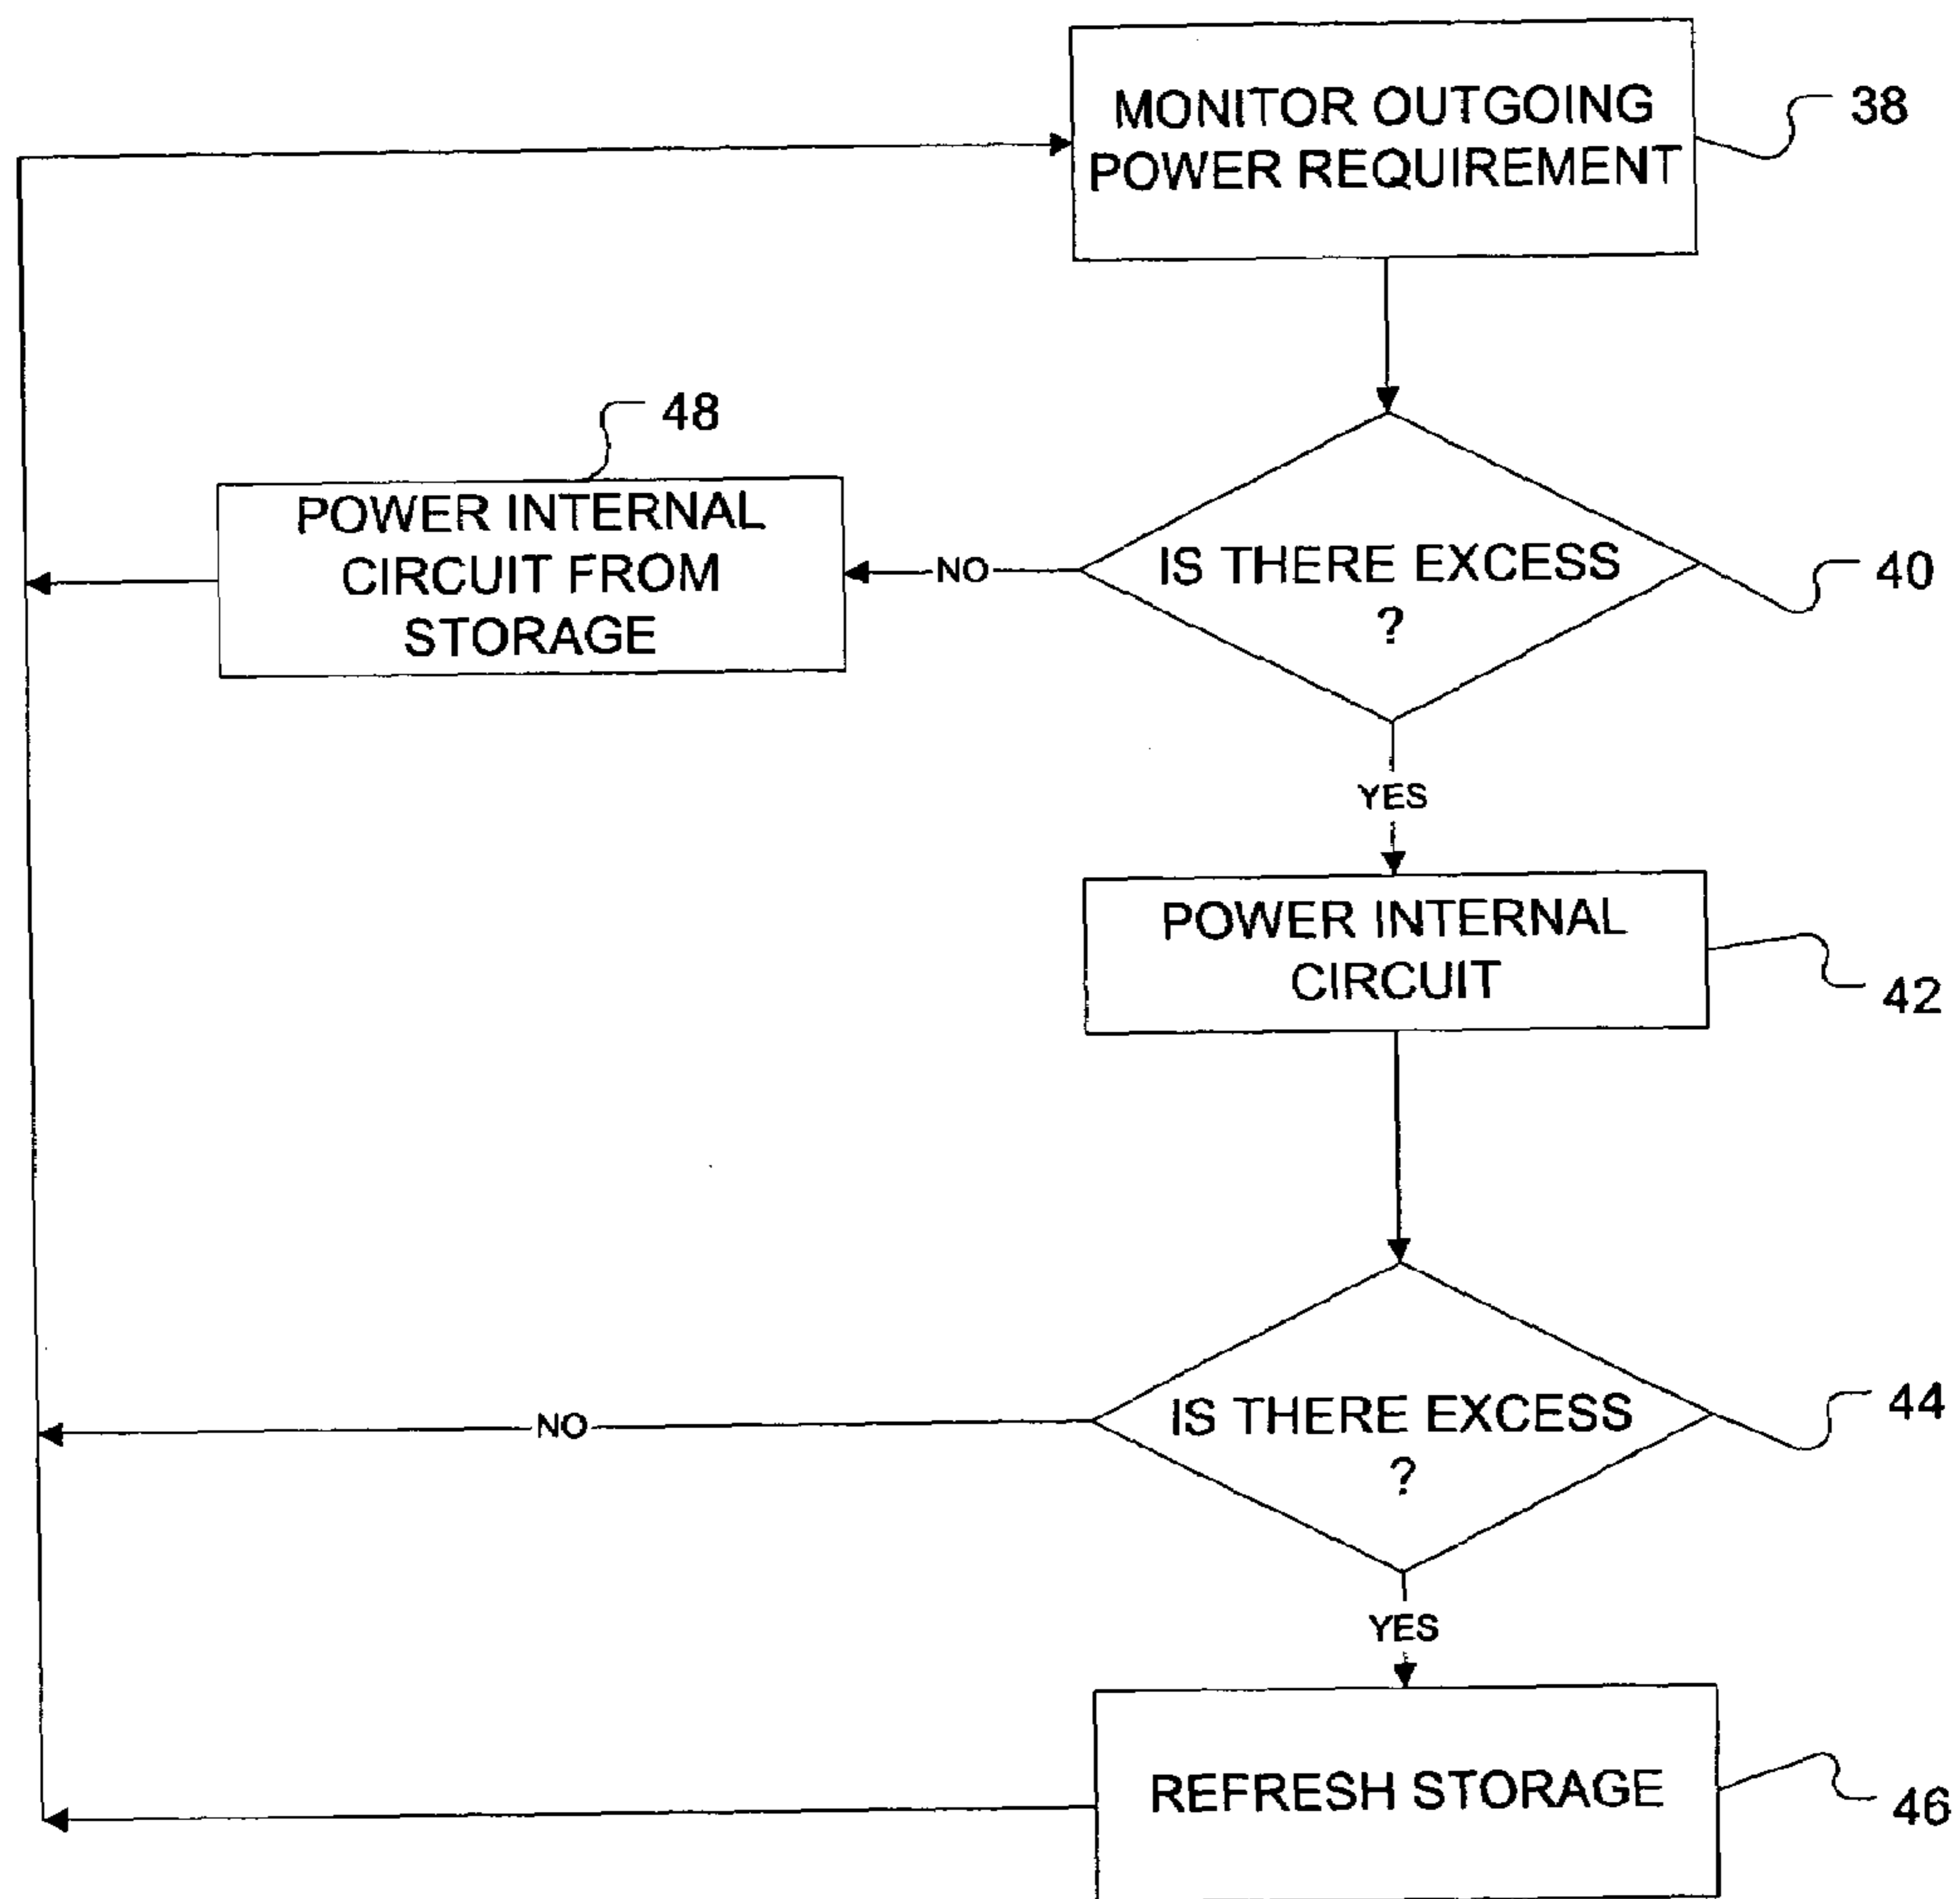 MONITOR OUTGOING
POWER REQUIREMENT
38
48
POWER INTERNAL
CIRCUIT FROM
STORAGE
NO
IS THERE EXCESS
?
40
YES
POWER INTERNAL
CIRCUIT
42
NO
IS THERE EXCESS
?
44
YES
REFRESH STORAGE
46